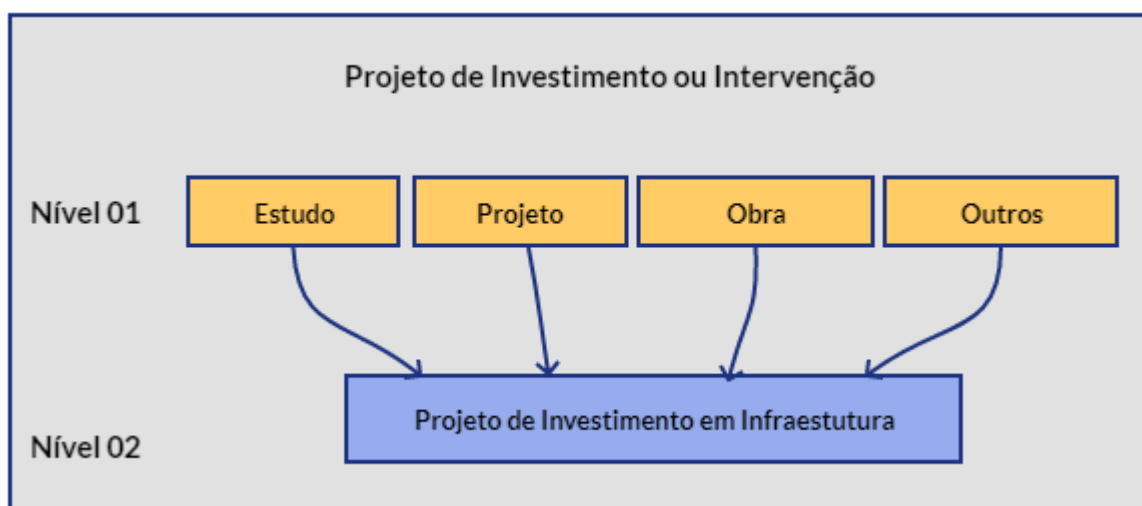 Projeto de Investimento ou Intervenção
Nível 01
Estudo
Projeto
Obra
Outros
Projeto de Investimento em Infraestutura
Nível 02